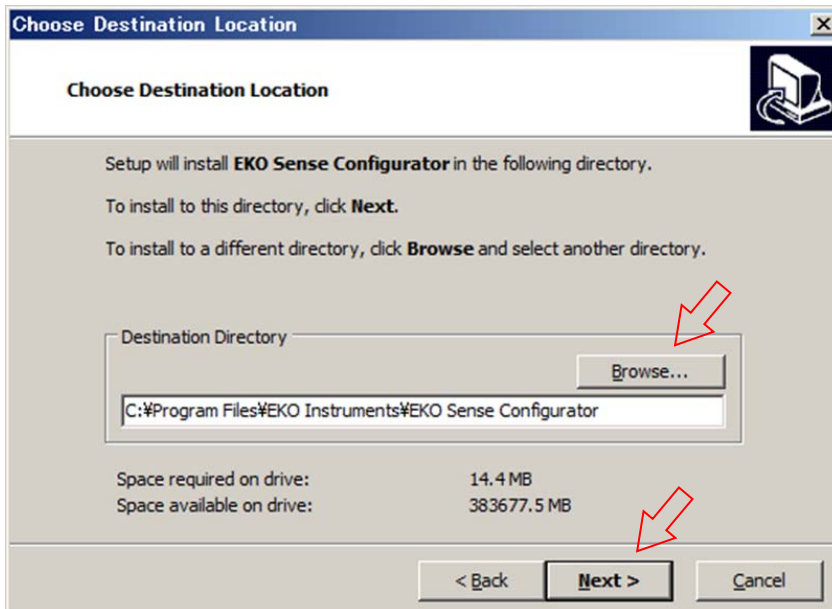 Choose Destination Location
Choose Destination Location
Setup will install EKO Sense Configurator in the following directory.
To install to this directory, click Next.
To install to a different directory, click Browse and select another directory.
Destination Directory
Browse...
C:¥Program Files¥EKO Instruments¥EKO Sense Configurator
Space required on drive: 14.4 MB
Space available on drive: 383677.5 MB
< Back Next > Cancel